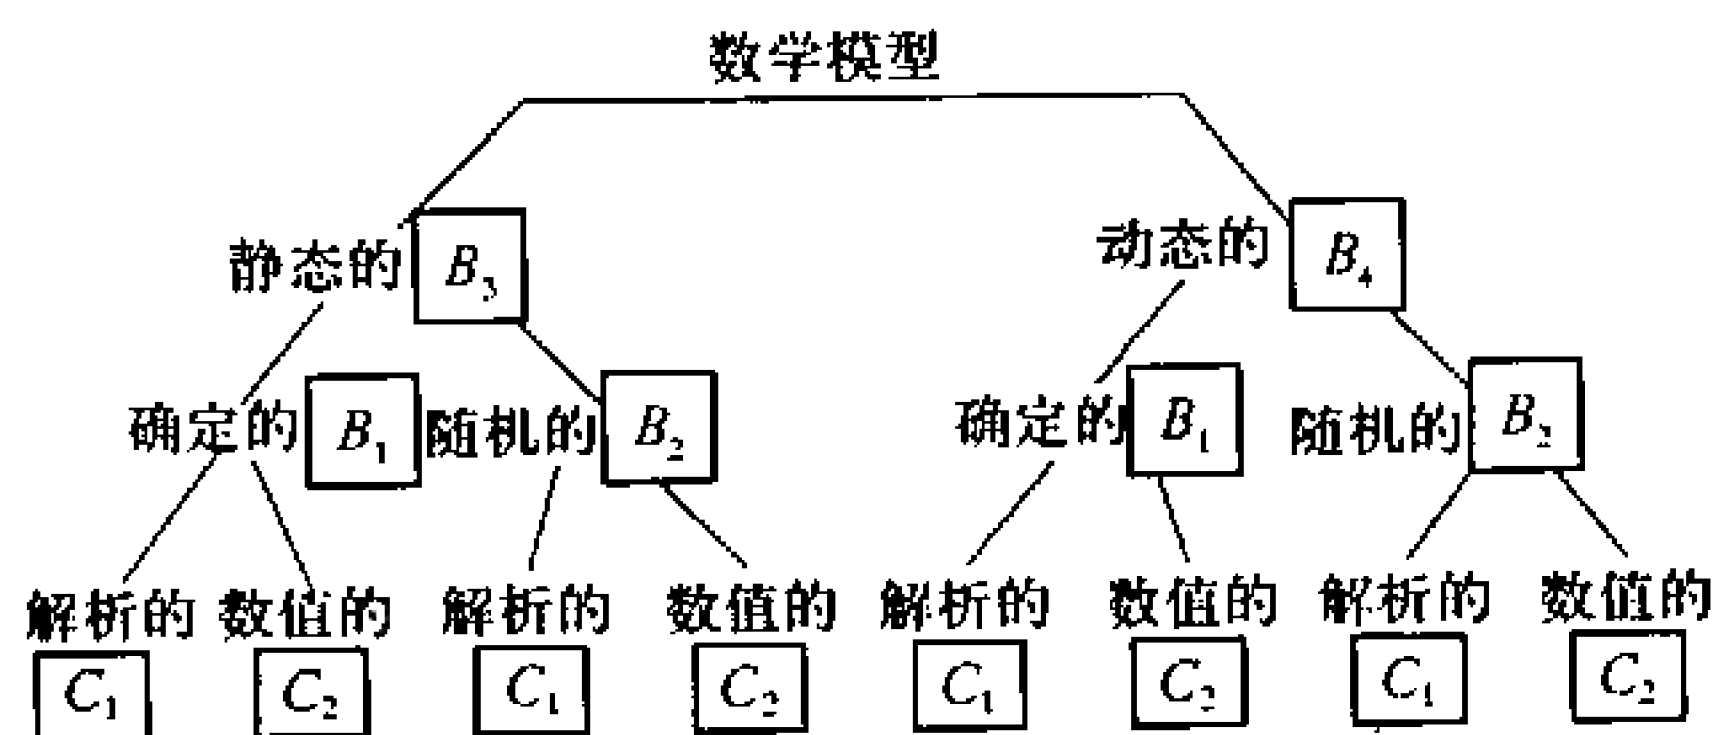 数学模型
静态的 B₃ 动态的 B₄
确定的 B₁ 随机的 B₂ 确定的 B₁ 随机的 B₂
解析的 数值的 解析的 数值的 解析的 数值的 解析的 数值的
C₁ C₂ C₁ C₂ C₁ C₂ C₁ C₂